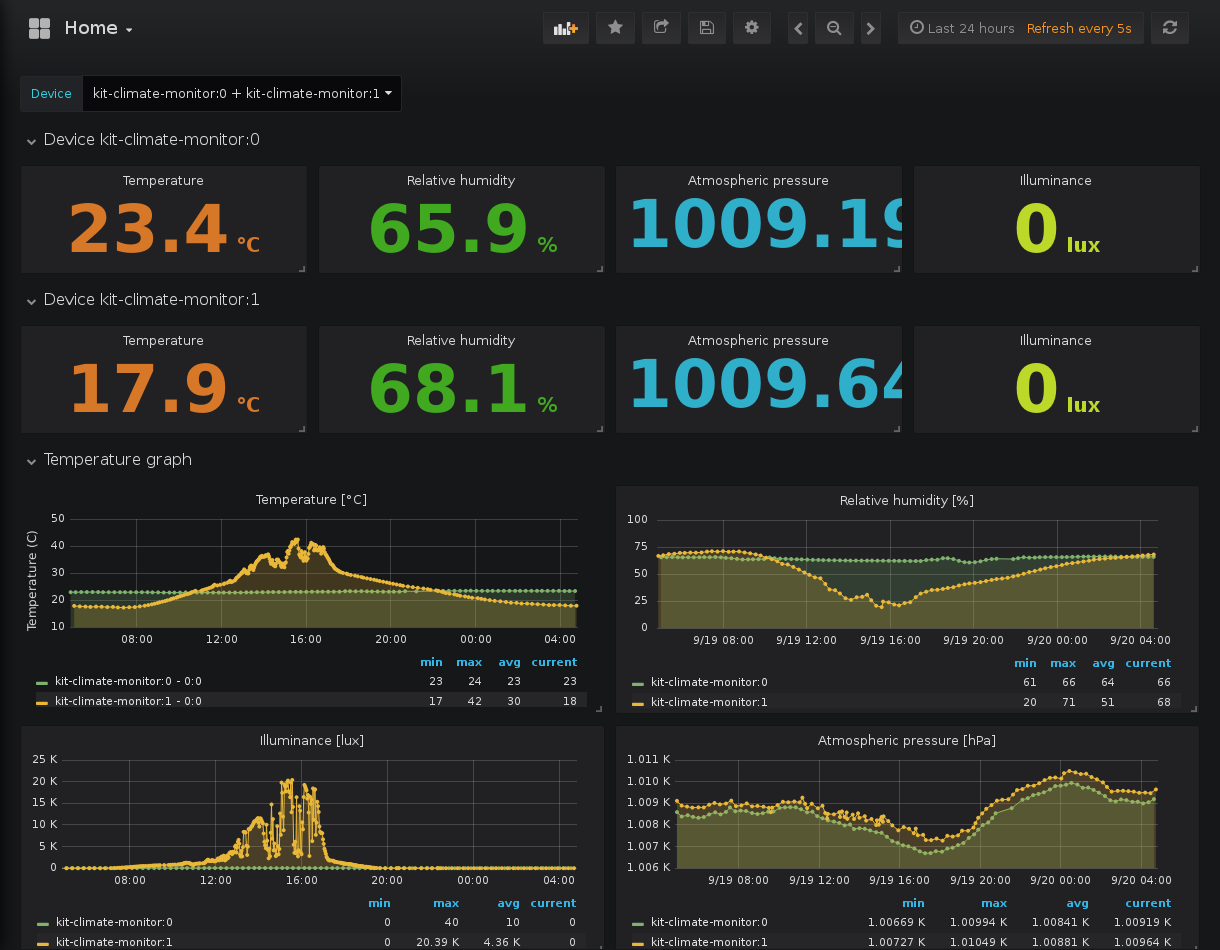 Home
Last 24 hours Refresh every 5s
Device kit-climate-monitor:0 + kit-climate-monitor:1
Device kit-climate-monitor:0
Temperature Relative humidity Atmospheric pressure Illuminance
23.4 °C 65.9 % 1009.19 0 lux
Device kit-climate-monitor:1
Temperature Relative humidity Atmospheric pressure Illuminance
17.9 °C 68.1 % 1009.64 0 lux
Temperature graph
Temperature [°C]
Temperature (C)
50
40
30
20
10
08:00 12:00 16:00 20:00 00:00 04:00
min max avg current
kit-climate-monitor:0 - 0:0 23 24 23 23
kit-climate-monitor:1 - 0:0 17 42 30 18
Relative humidity [%]
100
75
50
25
0
9/19 08:00 9/19 12:00 9/19 16:00 9/19 20:00 9/20 00:00 9/20 04:00
min max avg current
kit-climate-monitor:0 61 66 64 66
kit-climate-monitor:1 20 71 51 68
Illuminance [lux]
25 K
20 K
15 K
10 K
5 K
0
08:00 12:00 16:00 20:00 00:00 04:00
min max avg current
kit-climate-monitor:0 0 40 10 0
kit-climate-monitor:1 0 20.39 K 4.36 K 0
Atmospheric pressure [hPa]
1.011 K
1.010 K
1.009 K
1.008 K
1.007 K
1.006 K
9/19 08:00 9/19 12:00 9/19 16:00 9/19 20:00 9/20 00:00 9/20 04:00
min max avg current
kit-climate-monitor:0 1.00669 K 1.00994 K 1.00841 K 1.00919 K
kit-climate-monitor:1 1.00727 K 1.01049 K 1.00881 K 1.00964 K